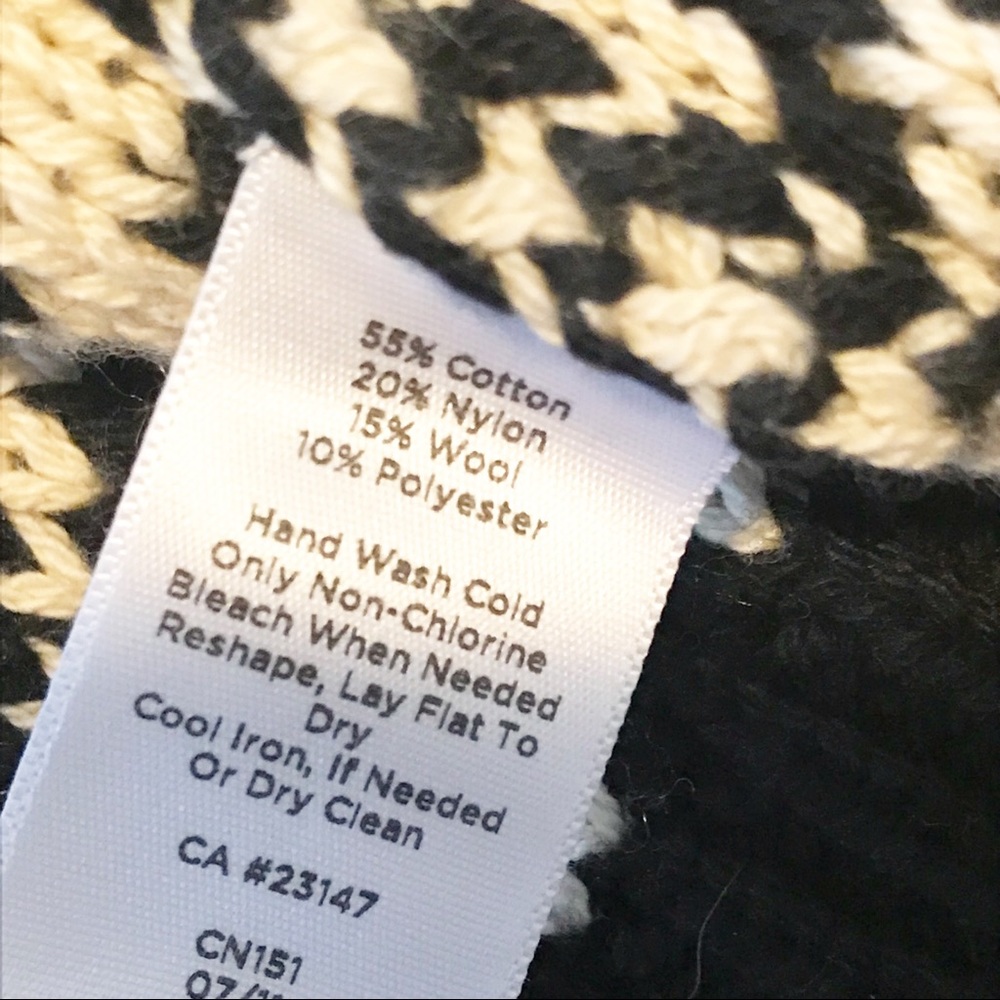 55% Cotton
20% Nylon
15% Wool
10% Polyester
Hand Wash Cold
Only Non-Chlorine
Bleach When Needed
Reshape, Lay Flat To
Dry
Cool Iron, If Needed
Or Dry Clean
CA #23147
CN151